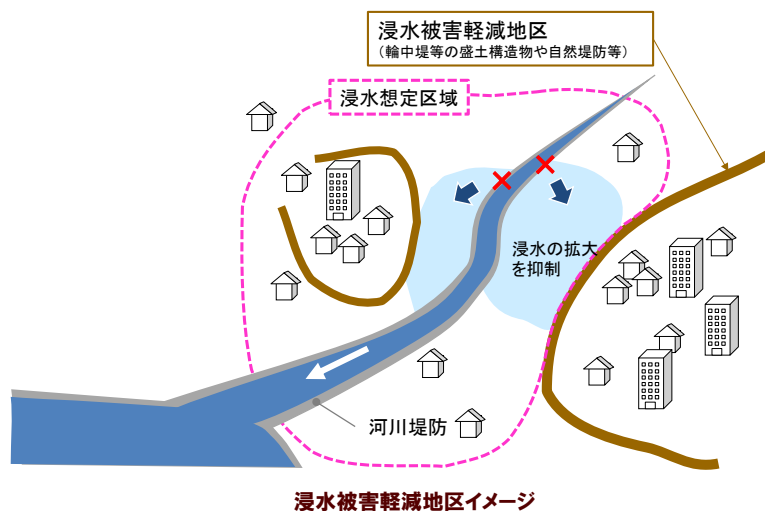 浸水被害軽減地区
(輪中堤等の盛土構造物や自然堤防等)
浸水想定区域
浸水の拡大
を抑制
河川堤防
浸水被害軽減地区イメージ